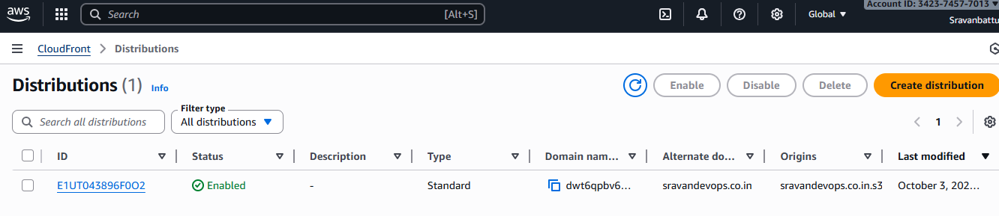 aws Search [Alt+S] Global Account ID: 3423-7457-7013
Sravanbattu
CloudFront Distributions
Distributions (1) Info Enable Disable Delete Create distribution
Search all distributions Filter type All distributions 1
ID Status Description Type Domain nam... Alternate do... Origins Last modified
E1UT043896F0O2 Enabled - Standard dwt6qpbv6... sravandevops.co.in sravandevops.co.in.s3 October 3, 202...